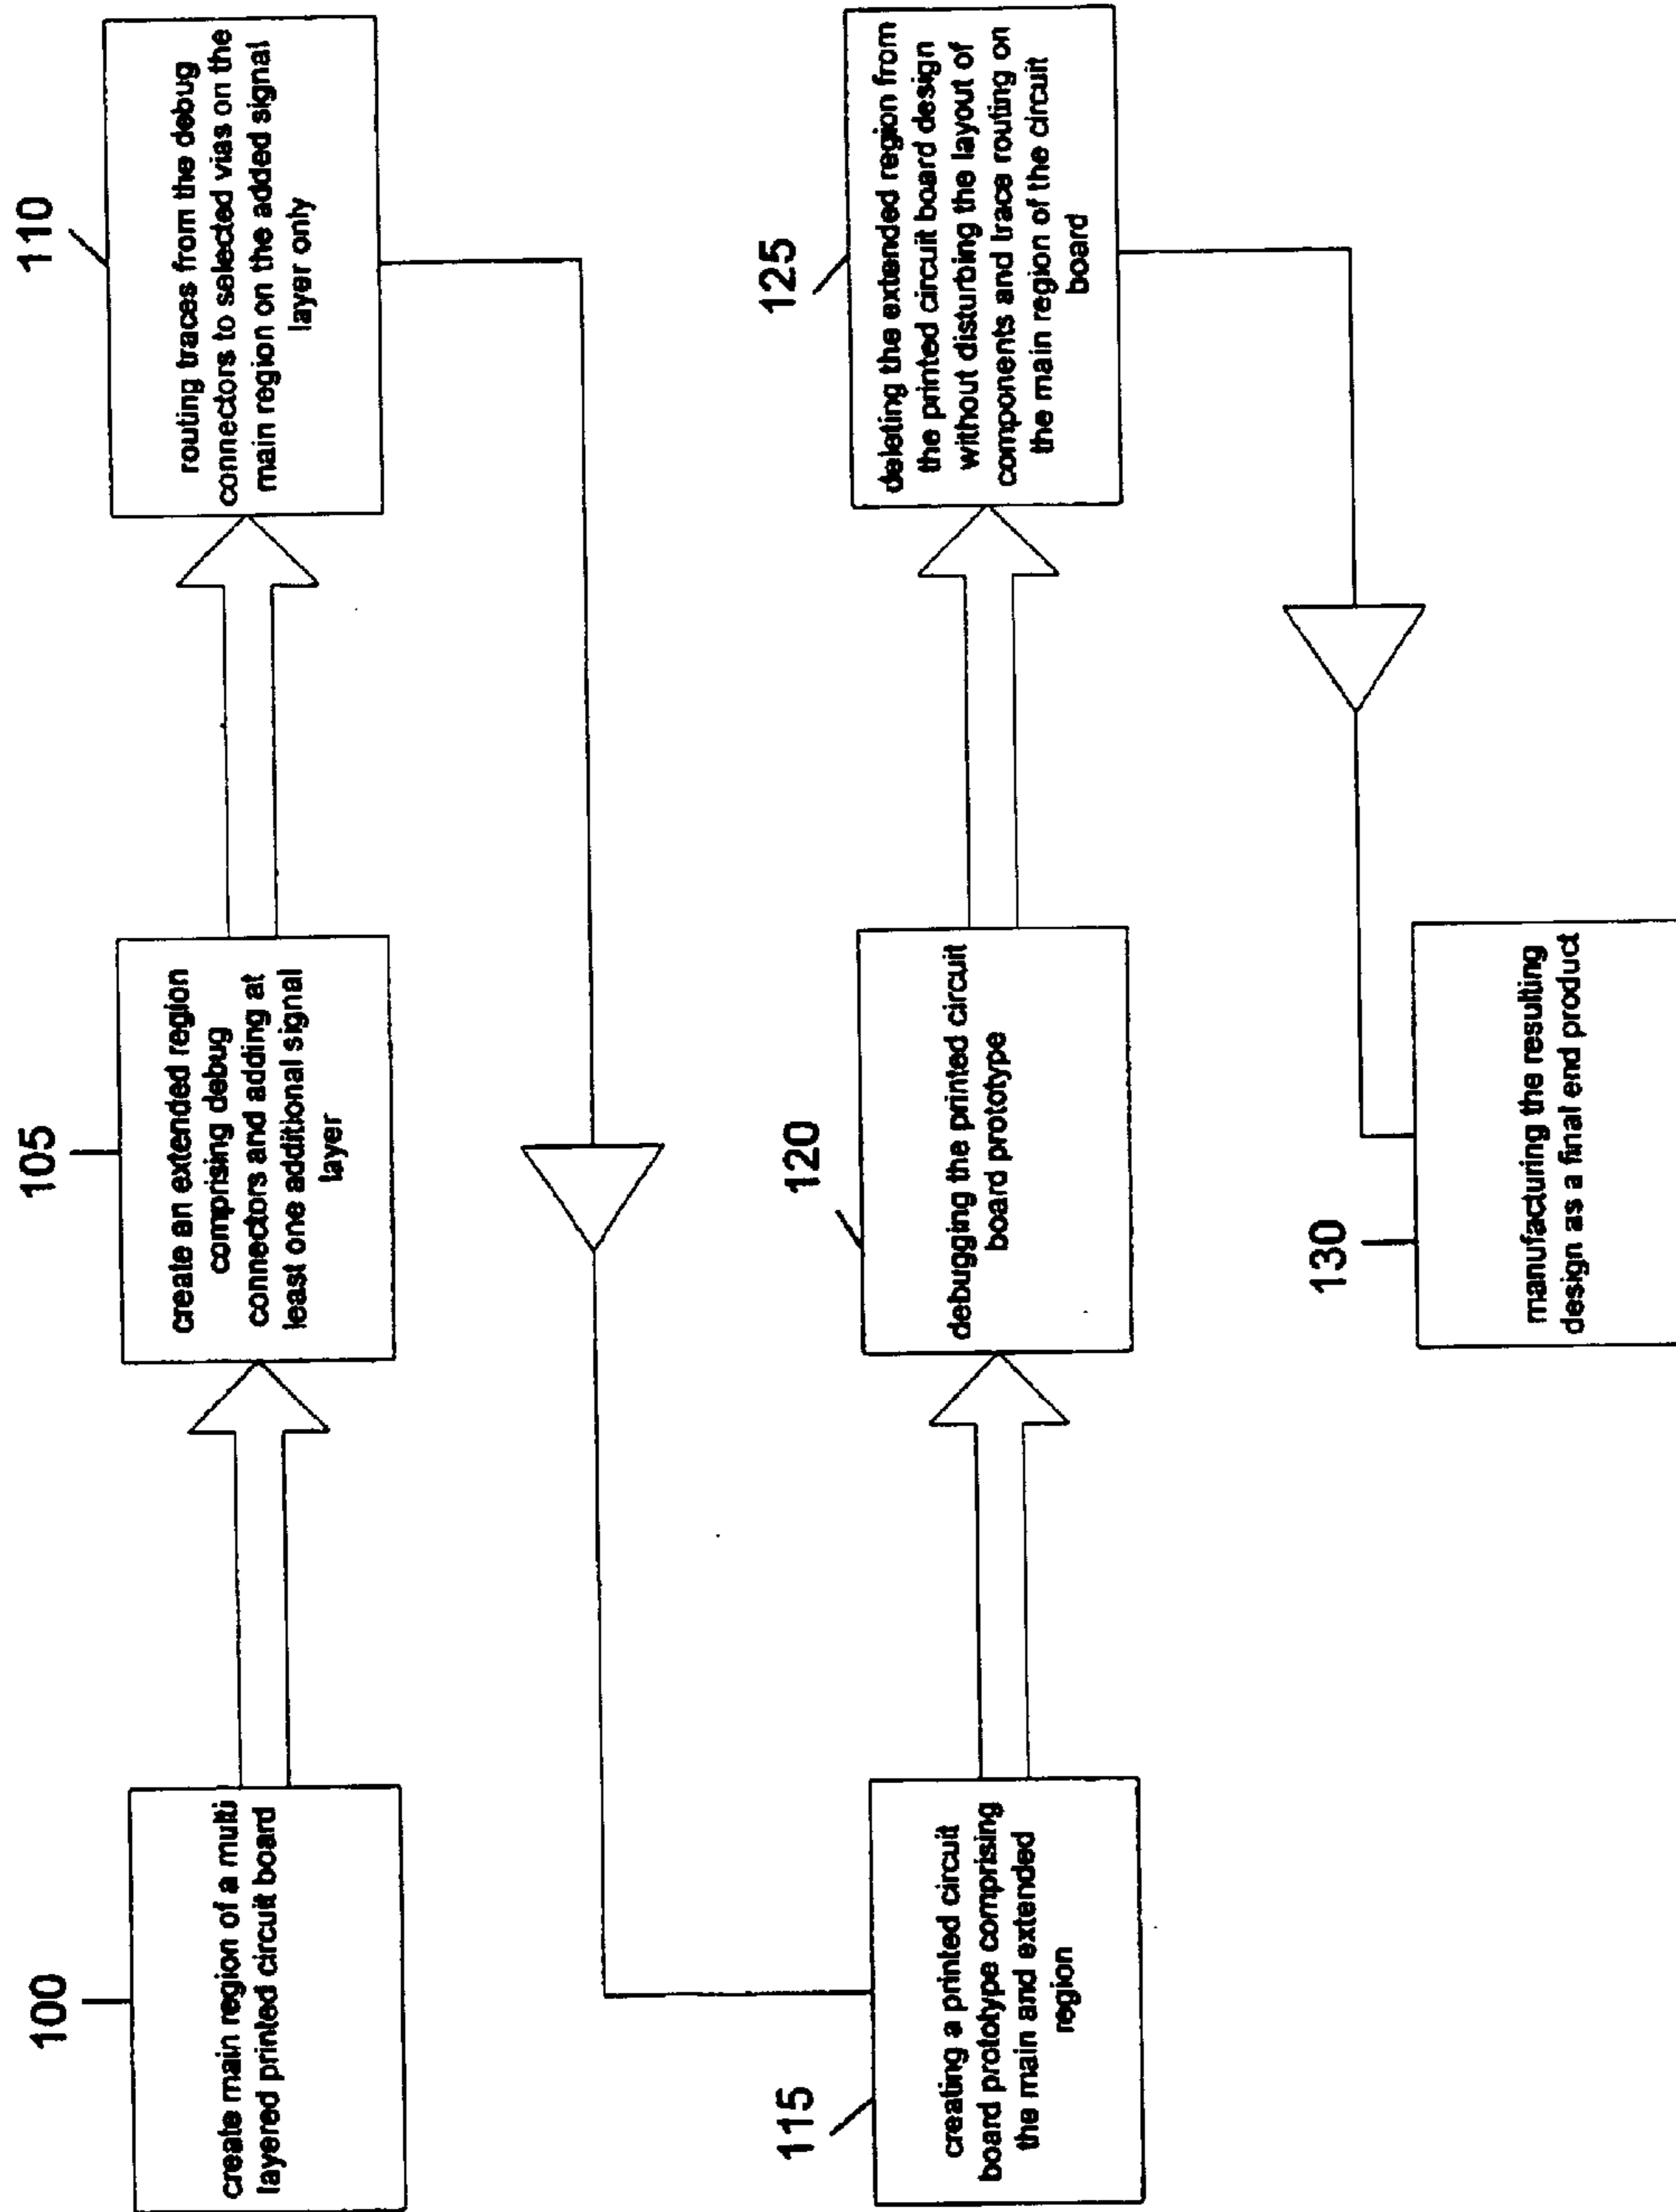 100
create main region of a multi
layered printed circuit board
105
create an extended region
comprising debug
connectors and adding at
least one additional signal
layer
110
routing traces from the debug
connectors to selected vias on the
main region on the added signal
layer only
115
creating a printed circuit
board prototype comprising
the main and extended
region
120
debugging the printed circuit
board prototype
125
deleting the extended region from
the printed circuit board design
without disturbing the layout of
components and trace routing on
the main region of the circuit
board
130
manufacturing the resulting
design as a final end product